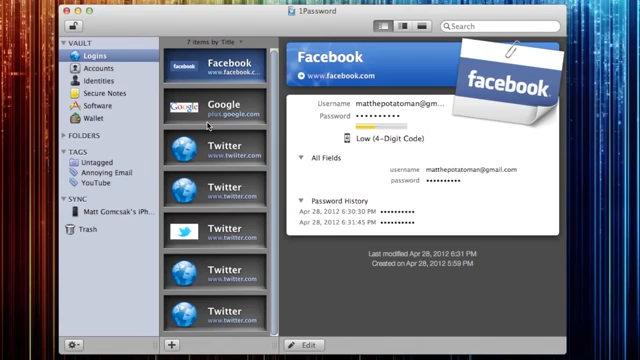 1Password
Search
VAULT
Logins
Accounts
Identities
Secure Notes
Software
Wallet
FOLDERS
TAGS
Untagged
Annoying Email
YouTube
SYNC
Matt Gomcsak's iPh...
Trash
7 items by Title
facebook
Facebook
www.facebook.c...
Google
Google
plus.google.com
Twitter
www.twitter.com
Twitter
www.twitter.com
Twitter
www.twitter.com
Twitter
www.twitter.com
Twitter
www.twitter.com
Facebook
www.facebook.com
facebook
Username matthepotatoman@gm...
Password ••••••••••
Low (4-Digit Code)
All Fields
username matthepotatoman@gmail.com
password ••••••••••
Password History
Apr 28, 2012 6:30:30 PM ••••••••••
Apr 28, 2012 6:31:45 PM ••••••••••
Last modified Apr 28, 2012 6:31 PM
Created on Apr 28, 2012 5:59 PM
Edit